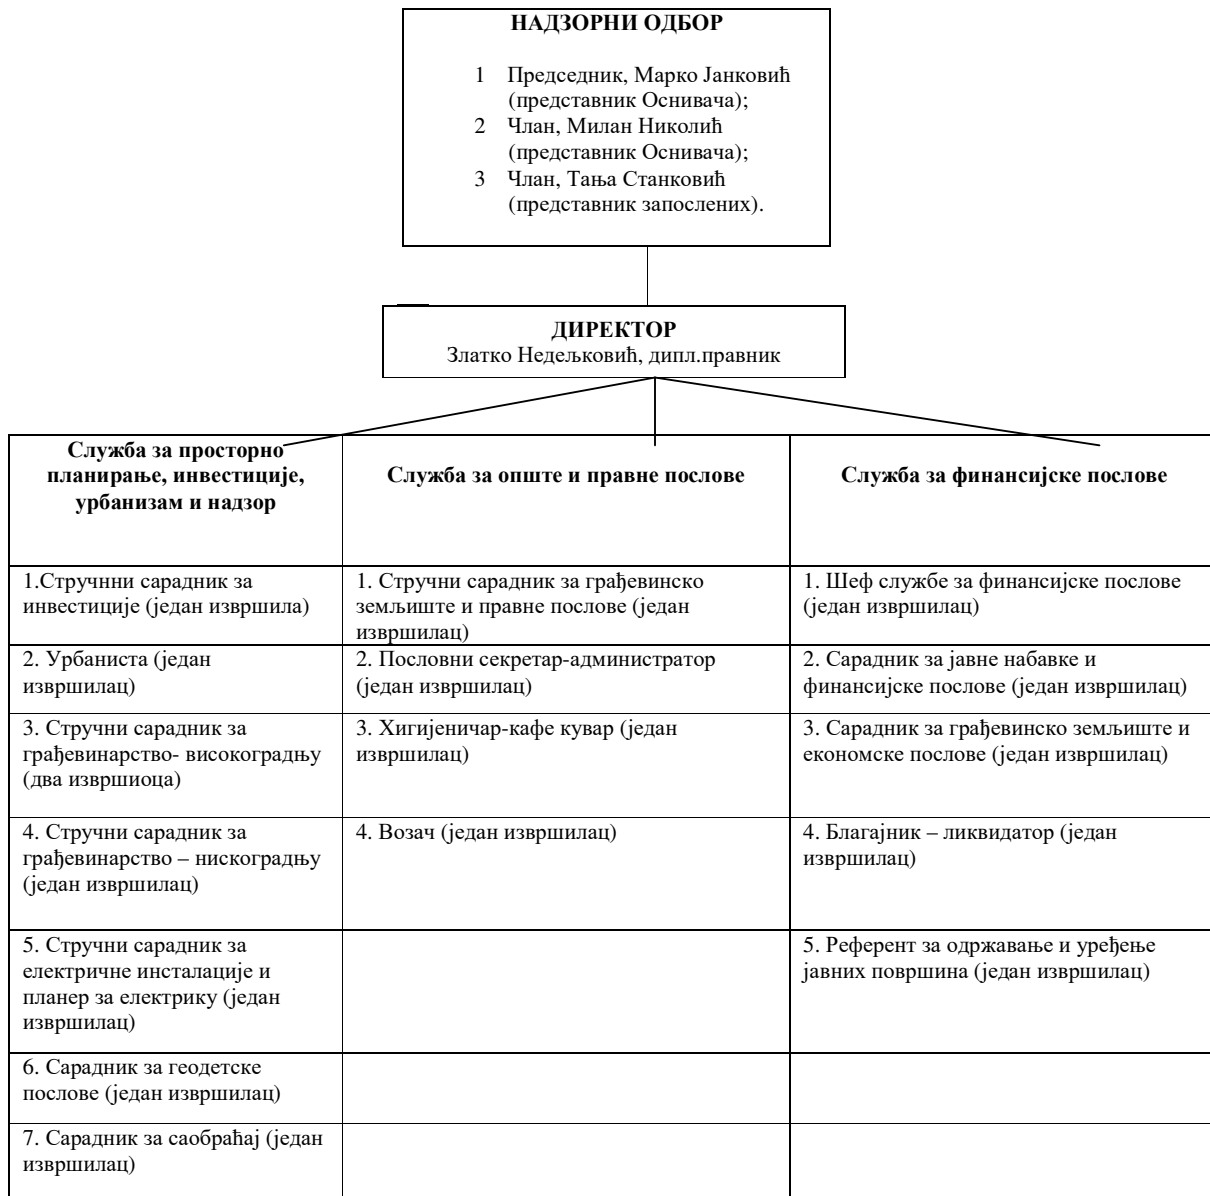 НАДЗОРНИ ОДБОР
1 Председник, Марко Јанковић
(представник Оснивача);
2 Члан, Милан Николић
(представник Оснивача);
3 Члан, Тања Станковић
(представник запослених).
ДИРЕКТОР
Златко Недељковић, дипл.правник
Служба за просторно
планирање, инвестиције,
урбанизам и надзор
Служба за опште и правне послове
Служба за финансијске послове
1.Стручнни сарадник за
инвестиције (један извршила)
1. Стручни сарадник за грађевинско
земљиште и правне послове (један
извршилац)
1. Шеф службе за финансијске послове
(један извршилац)
2. Урбаниста (један
извршилац)
2. Пословни секретар-администратор
(један извршилац)
2. Сарадник за јавне набавке и
финансијске послове (један извршилац)
3. Стручни сарадник за
грађевинарство- високоградњу
(два извршиоца)
3. Хигијеничар-кафе кувар (један
извршилац)
3. Сарадник за грађевинско земљиште и
економске послове (један извршилац)
4. Стручни сарадник за
грађевинарство – нискоградњу
(један извршилац)
4. Возач (један извршилац)
4. Благајник – ликвидатор (један
извршилац)
5. Стручни сарадник за
електричне инсталације и
планер за електрику (један
извршилац)
5. Референт за одржавање и уређење
јавних површина (један извршилац)
6. Сарадник за геодетске
послове (један извршилац)
7. Сарадник за саобраћај (један
извршилац)